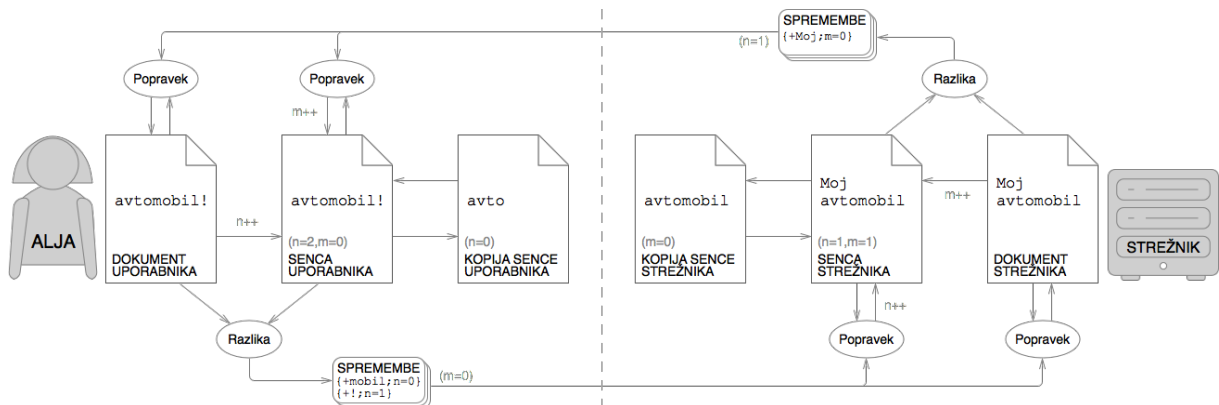 SPREMEMBE
{+Moj;m=0}
(n=1)
Popravek
Popravek
Razlika
m++
avtomobil!
avtomobil!
avto
avtomobil
Moj
avtomobil
Moj
avtomobil
n++
m++
ALJA
(n=2,m=0)
(n=0)
(m=0)
(n=1,m=1)
STREŽNIK
DOKUMENT
UPORABNIKA
SENCA
UPORABNIKA
KOPIJA SENCE
UPORABNIKA
KOPIJA SENCE
STREŽNIKA
SENCA
STREŽNIKA
DOKUMENT
STREŽNIKA
n++
Razlika
Popravek
Popravek
SPREMEMBE
{+mobil;n=0}
{+!;n=1}
(m=0)